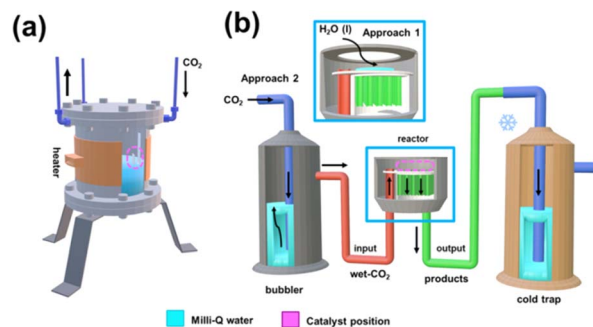 (a)
CO2
heater
(b)
H2O (l)
Approach 1
Approach 2
CO2
reactor
input
output
wet-CO2
products
bubbler
cold trap
Milli-Q water
Catalyst position